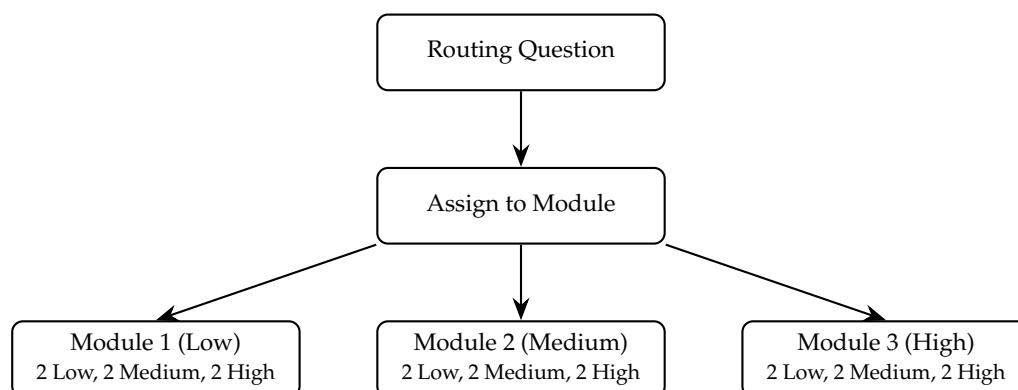 Routing Question
Assign to Module
Module 1 (Low)
2 Low, 2 Medium, 2 High
Module 2 (Medium)
2 Low, 2 Medium, 2 High
Module 3 (High)
2 Low, 2 Medium, 2 High